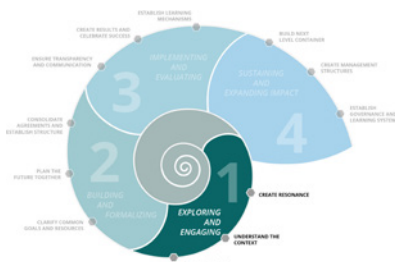 ESTABLISH LEARNING
MECHANISMS
CREATE RESULTS AND
CELEBRATE SUCCESS
ENSURE TRANSPARENCY
AND COMMUNICATION
CONSOLIDATE
AGREEMENTS AND
ESTABLISH STRUCTURE
PLAN THE
FUTURE TOGETHER
CLARIFY COMMON
GOALS AND RESOURCES
BUILD NEXT
LEVEL CONTAINER
CREATE MANAGEMENT
STRUCTURES
ESTABLISH
GOVERNANCE AND
LEARNING SYSTEM
3
IMPLEMENTING
AND
EVALUATING
SUSTAINING
AND
EXPANDING IMPACT
4
2
BUILDING
AND
FORMALIZING
1
EXPLORING
AND
ENGAGING
CREATE RESONANCE
UNDERSTAND THE
CONTEXT